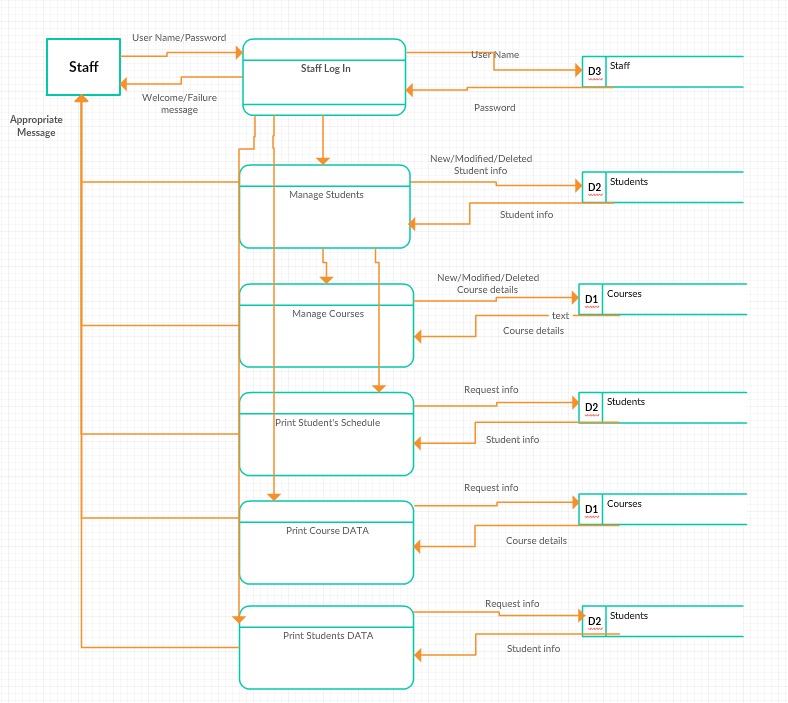 User Name/Password
Staff
Staff Log In
User Name
D3
Staff
Welcome/Failure
message
Password
Appropriate
Message
New/Modified/Deleted
Student info
D2
Students
Manage Students
Student info
New/Modified/Deleted
Course details
D1
Courses
Manage Courses
text
Course details
Request info
D2
Students
Print Student's Schedule
Student info
Request info
D1
Courses
Print Course DATA
Course details
Request info
D2
Students
Print Students DATA
Student info